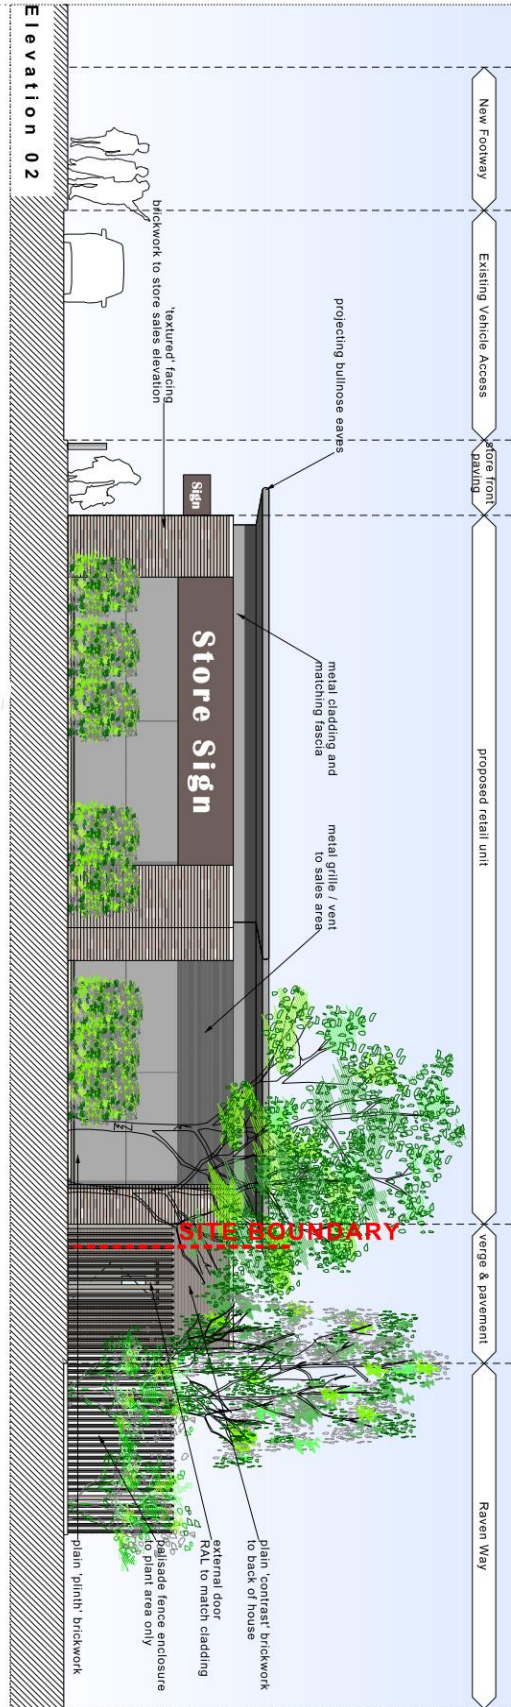 New Footway
Existing Vehicle Access
store front
paving
proposed retail unit
verge & pavement
Raven Way
projecting bullnose eaves
metal cladding and
matching fascia
metal grille / vent
to sales area
'textured' facing
brickwork to store sales elevation
Sign
Store Sign
SITE BOUNDARY
plain 'contrast' brickwork
to back of house
external door
RAL to match cladding
palisade fence enclosure
to plant area only
plain 'plinth' brickwork
Elevation 02